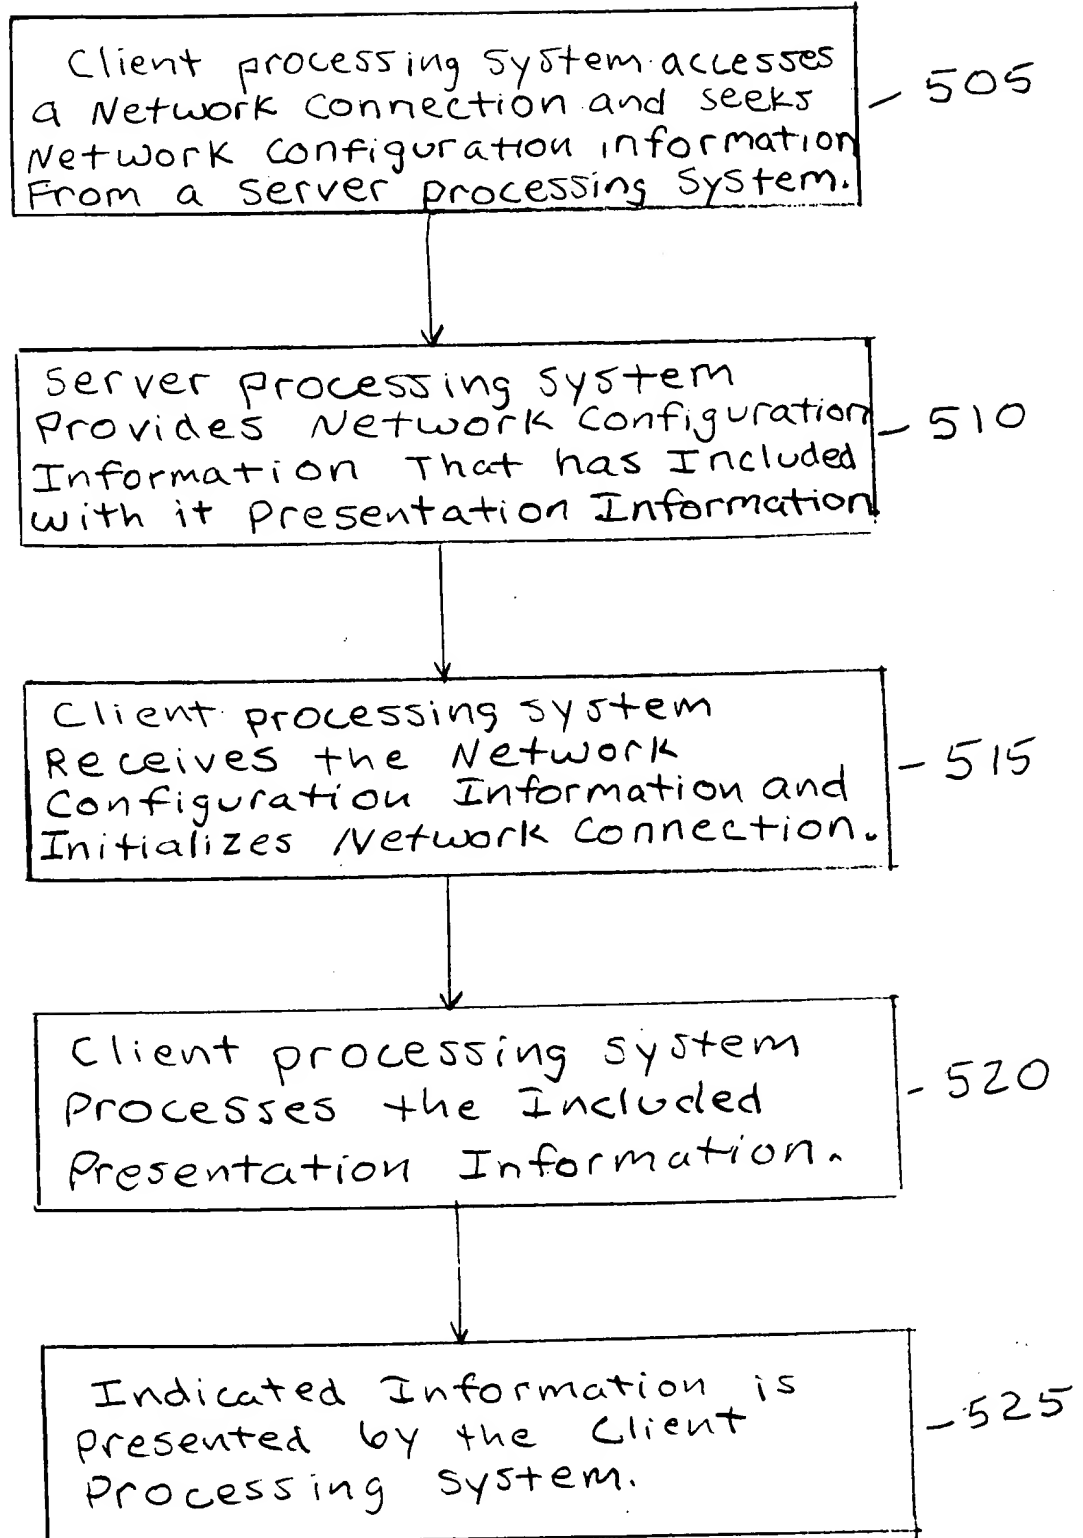 Client processing system accesses
a Network connection and seeks
Network configuration information
From a server processing system.
505
Server processing system
Provides Network Configuration
Information That has Included
with it Presentation Information
510
Client processing system
Receives the Network
Configuration Information and
Initializes Network Connection.
515
Client processing system
Processes the Included
Presentation Information.
520
Indicated Information is
presented by the Client
Processing system.
525